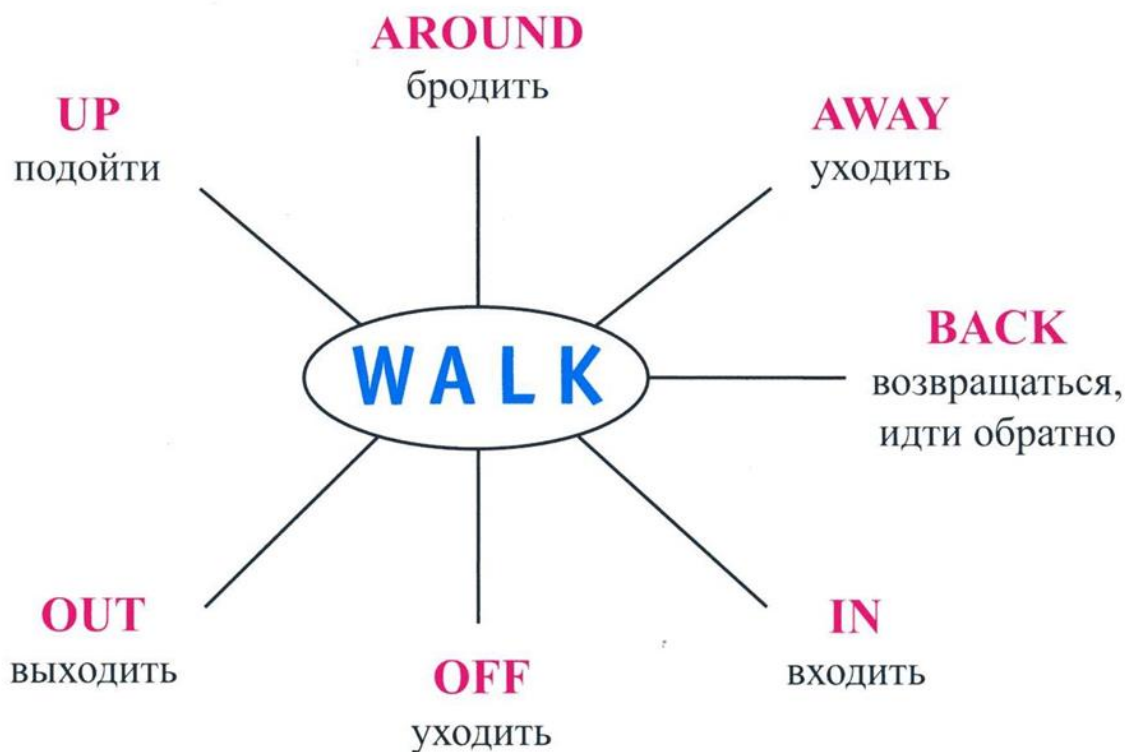 AROUND
бродить
UP
подойти
AWAY
уходить
WALK
BACK
возвращаться,
идти обратно
OUT
выходить
OFF
уходить
IN
входить